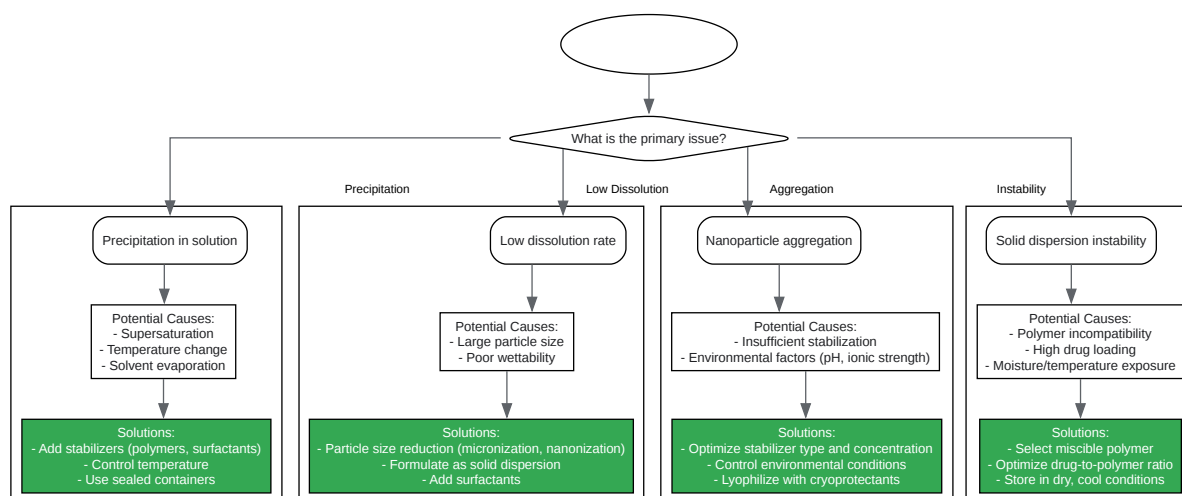 What is the primary issue?
Precipitation
Low Dissolution
Aggregation
Instability
Precipitation in solution
Potential Causes:
- Supersaturation
- Temperature change
- Solvent evaporation
Solutions:
- Add stabilizers (polymers, surfactants)
- Control temperature
- Use sealed containers
Low dissolution rate
Potential Causes:
- Large particle size
- Poor wettability
Solutions:
- Particle size reduction (micronization, nanonization)
- Formulate as solid dispersion
- Add surfactants
Nanoparticle aggregation
Potential Causes:
- Insufficient stabilization
- Environmental factors (pH, ionic strength)
Solutions:
- Optimize stabilizer type and concentration
- Control environmental conditions
- Lyophilize with cryoprotectants
Solid dispersion instability
Potential Causes:
- Polymer incompatibility
- High drug loading
- Moisture/temperature exposure
Solutions:
- Select miscible polymer
- Optimize drug-to-polymer ratio
- Store in dry, cool conditions